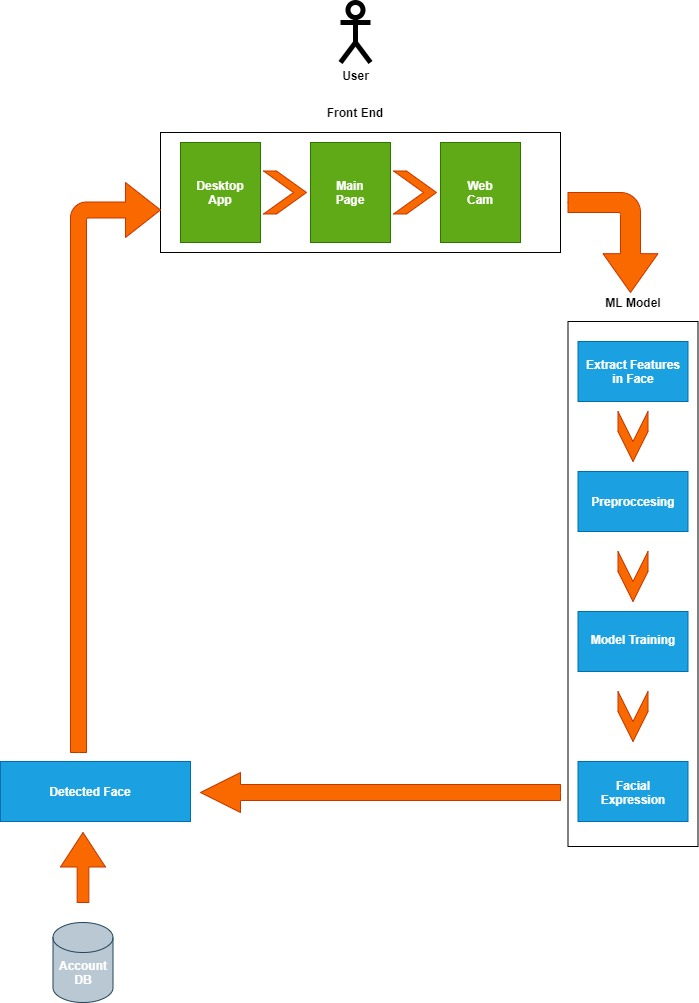 User
Front End
Desktop
App
Main
Page
Web
Cam
ML Model
Extract Features
in Face
Preproccesing
Model Training
Facial
Expression
Detected Face
Account
DB